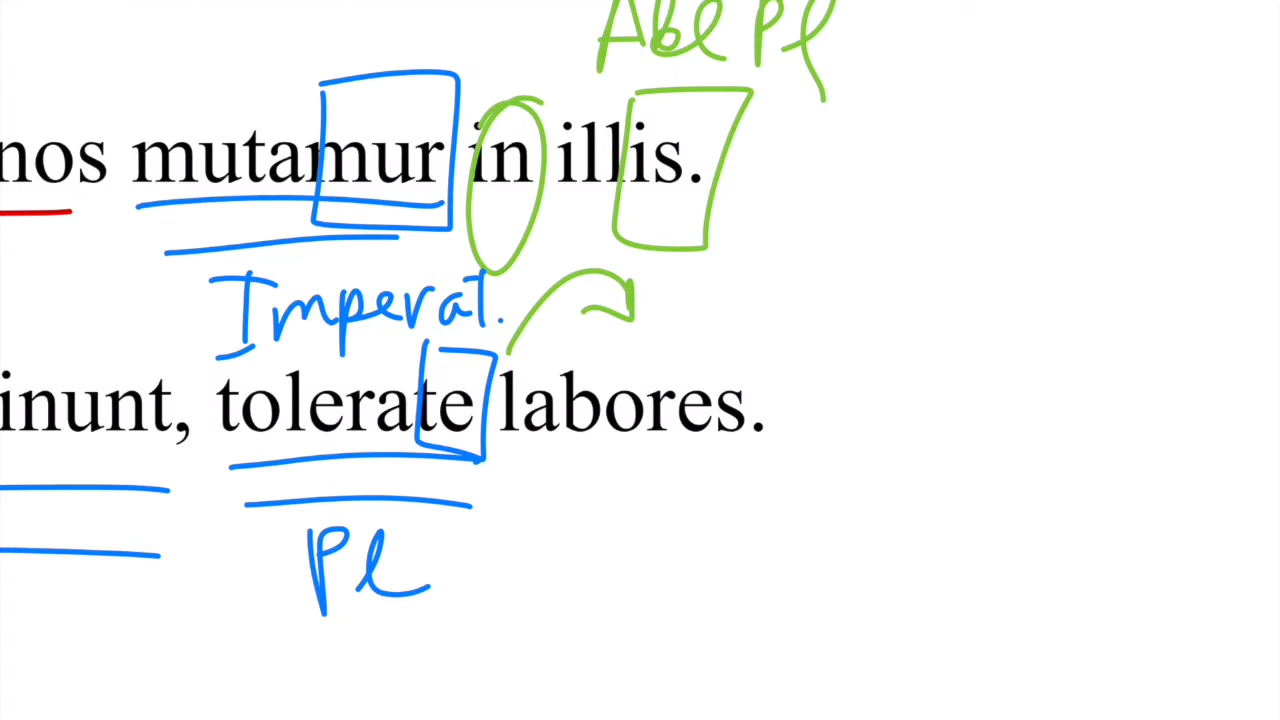 Abl Pl
nos mutamur in illis.
Imperat.
inunt, tolerate labores.
Pl